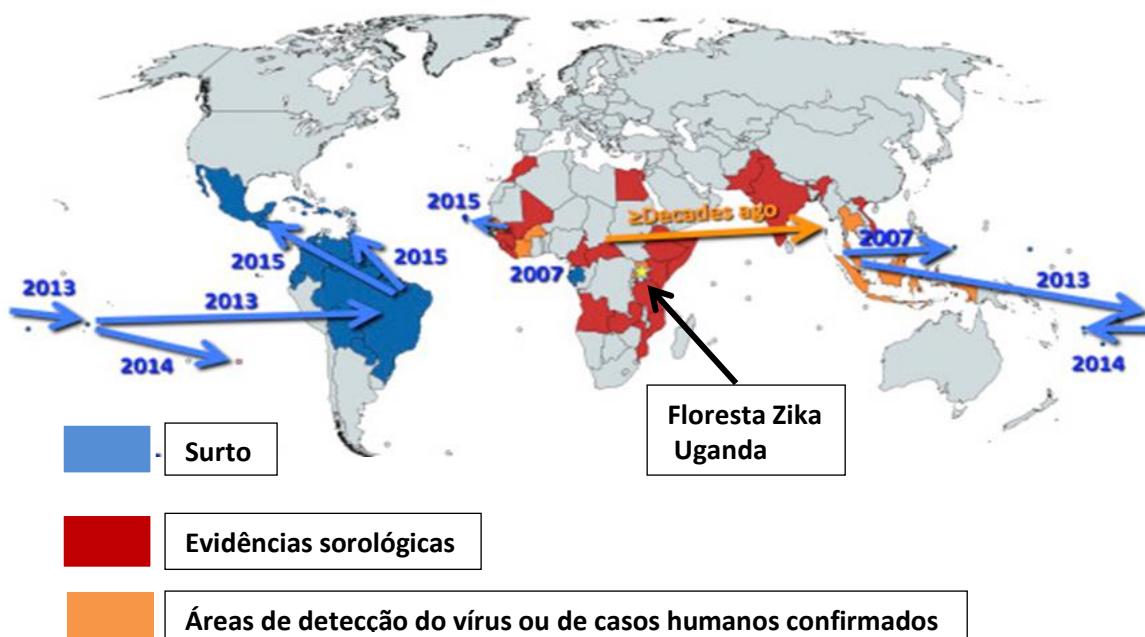 2015
≥Decades ago
2007
2007
2015
2015
2013
2013
2013
2014
2014
Floresta Zika
Uganda
Surto
Evidências sorológicas
Áreas de detecção do vírus ou de casos humanos confirmados